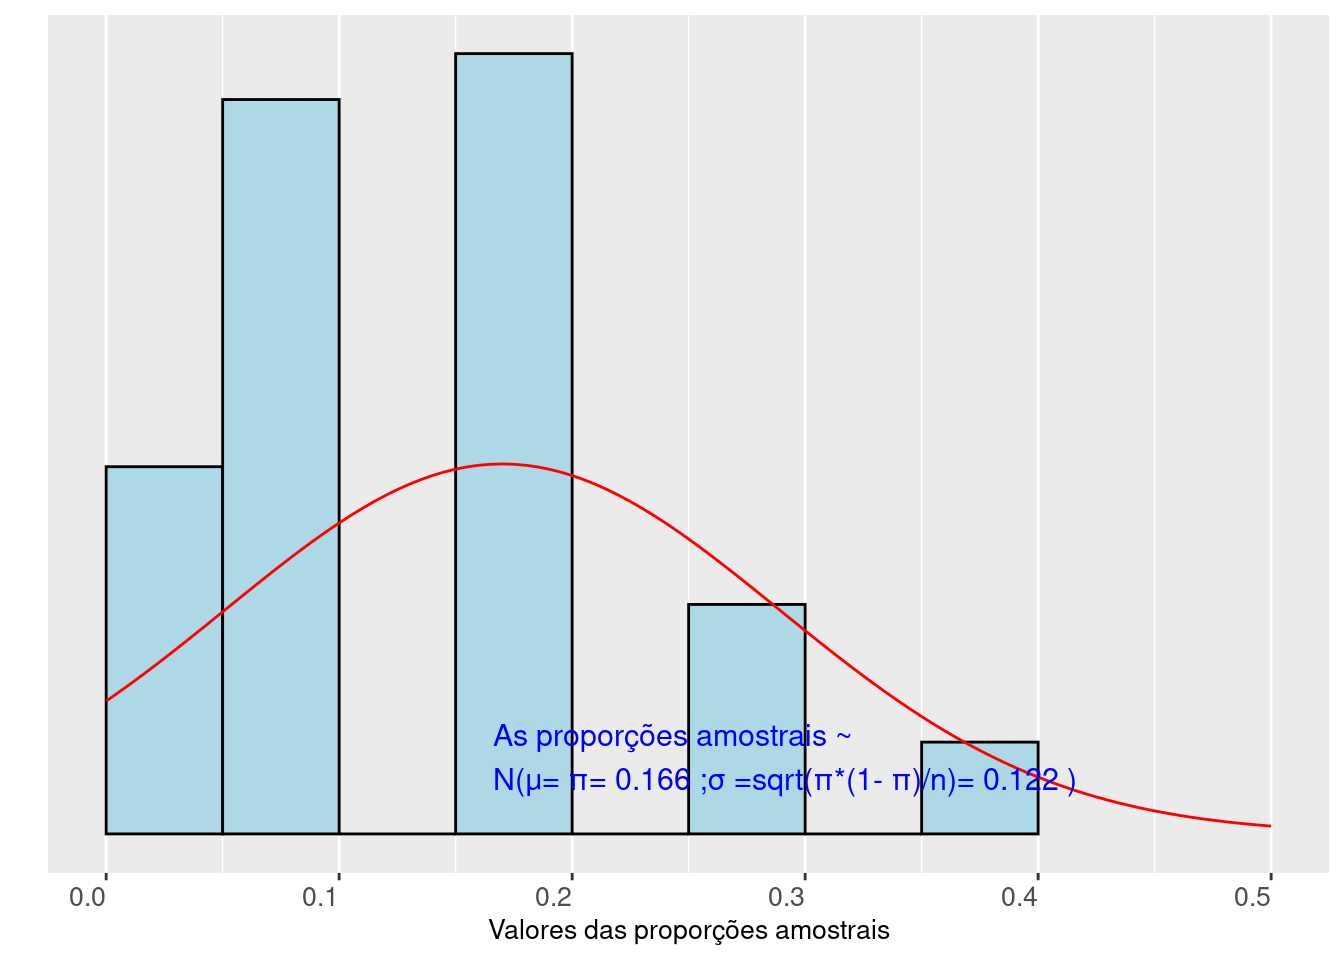 As proporções amostrais ~
N(μ= π= 0.166 ;σ =sqrt(π*(1- π)/n)= 0.122 )
0.0 0.1 0.2 0.3 0.4 0.5
Valores das proporções amostrais